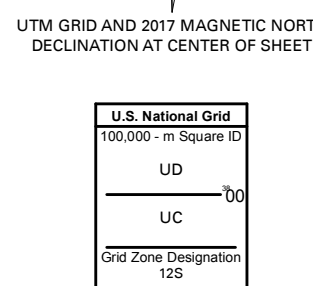 UTM GRID AND 2017 MAGNETIC NORT
DECLINATION AT CENTER OF SHEET
U.S. National Grid
100,000 - m Square ID
UD
3800
UC
Grid Zone Designation
12S